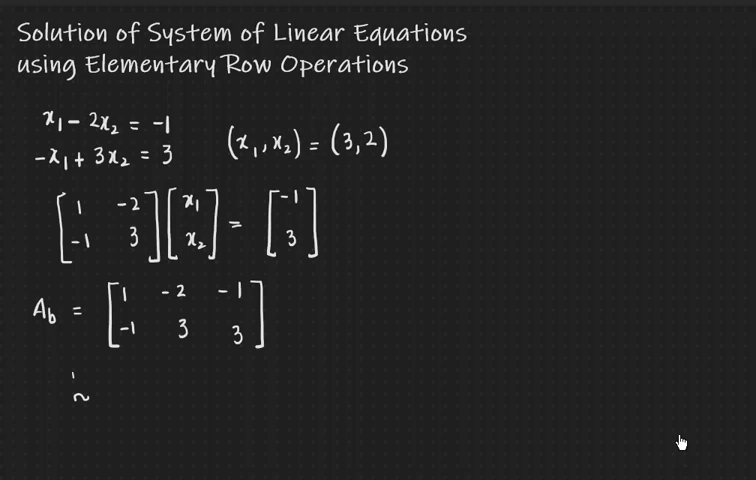 Solution of System of Linear Equations
using Elementary Row Operations
x₁ - 2x₂ = -1
-x₁ + 3x₂ = 3
(x₁, x₂) = (3, 2)
[1 -2] [x₁] = [-1]
[-1 3] [x₂] [3]
A_b = [1 -2 -1]
[-1 3 3]
~